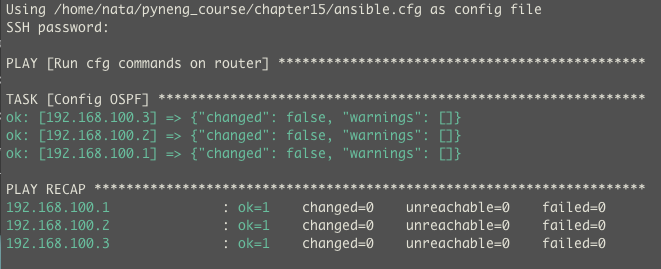 Using /home/nata/pyneng_course/chapter15/ansible.cfg as config file
SSH password:
PLAY [Run cfg commands on router] **********************************************
TASK [Config OSPF] *************************************************************
ok: [192.168.100.3] => {"changed": false, "warnings": []}
ok: [192.168.100.2] => {"changed": false, "warnings": []}
ok: [192.168.100.1] => {"changed": false, "warnings": []}
PLAY RECAP *********************************************************************
192.168.100.1              : ok=1    changed=0    unreachable=0    failed=0
192.168.100.2              : ok=1    changed=0    unreachable=0    failed=0
192.168.100.3              : ok=1    changed=0    unreachable=0    failed=0